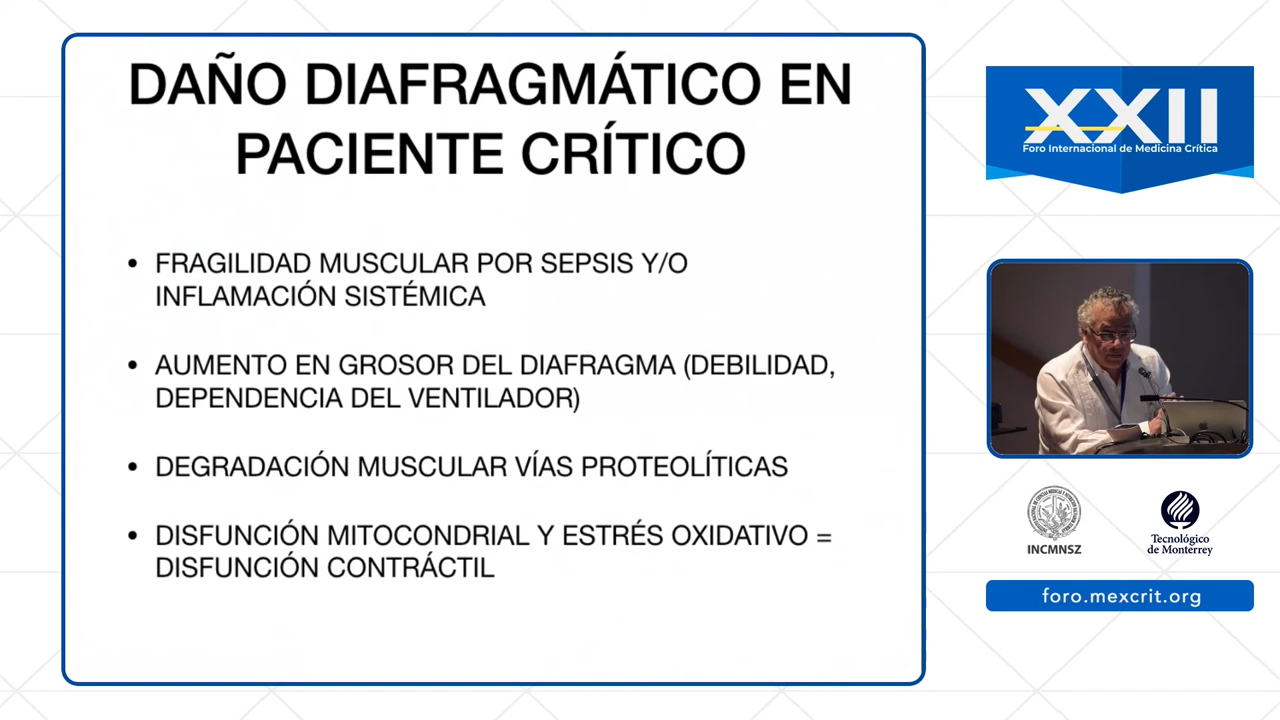 DAÑO DIAFRAGMÁTICO EN
PACIENTE CRÍTICO
• FRAGILIDAD MUSCULAR POR SEPSIS Y/O
INFLAMACIÓN SISTÉMICA
• AUMENTO EN GROSOR DEL DIAFRAGMA (DEBILIDAD,
DEPENDENCIA DEL VENTILADOR)
• DEGRADACIÓN MUSCULAR VÍAS PROTEOLÍTICAS
• DISFUNCIÓN MITOCONDRIAL Y ESTRÉS OXIDATIVO =
DISFUNCIÓN CONTRÁCTIL
XXII
Foro Internacional de Medicina Crítica
INCMNSZ
Tecnológico
de Monterrey
foro.mexcrit.org